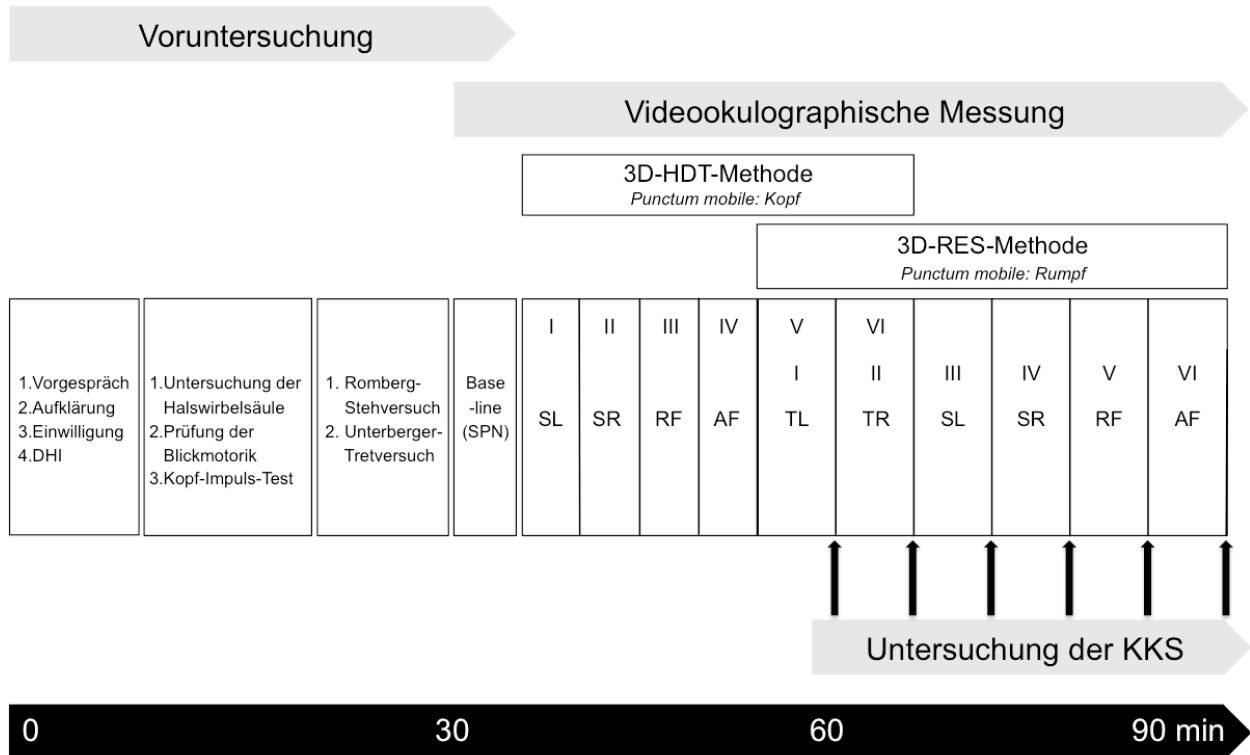 Voruntersuchung
Videookulographische Messung
3D-HDT-Methode
Punctum mobile: Kopf
3D-RES-Methode
Punctum mobile: Rumpf
1.Vorgespräch
2.Aufklärung
3.Einwilligung
4.DHI
1.Untersuchung der
Halswirbelsäule
2.Prüfung der
Blickmotorik
3.Kopf-Impuls-Test
1. Romberg-
Stehversuch
2. Unterberger-
Tretversuch
Base
-line
(SPN)
I
SL
II
SR
III
RF
IV
AF
V
I
TL
VI
II
TR
III
SL
IV
SR
V
RF
VI
AF
Untersuchung der KKS
0 30 60 90 min